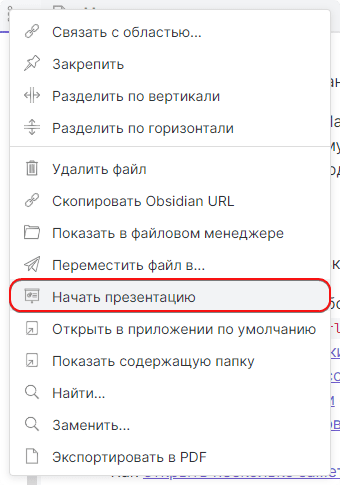 Связать с областью...
Закрепить
Разделить по вертикали
Разделить по горизонтали
Удалить файл
Скопировать Obsidian URL
Показать в файловом менеджере
Переместить файл в...
Начать презентацию
Открыть в приложении по умолчанию
Показать содержащую папку
Найти...
Заменить...
Экспортировать в PDF